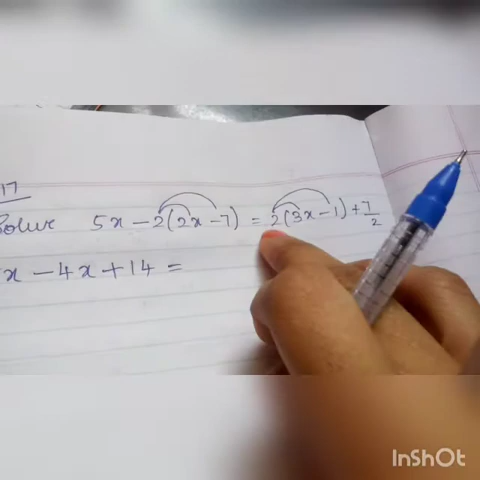 17
Solve 5x - 2(2x - 7) = 2(3x - 1) + 7/2
x - 4x + 14 =
InShOt